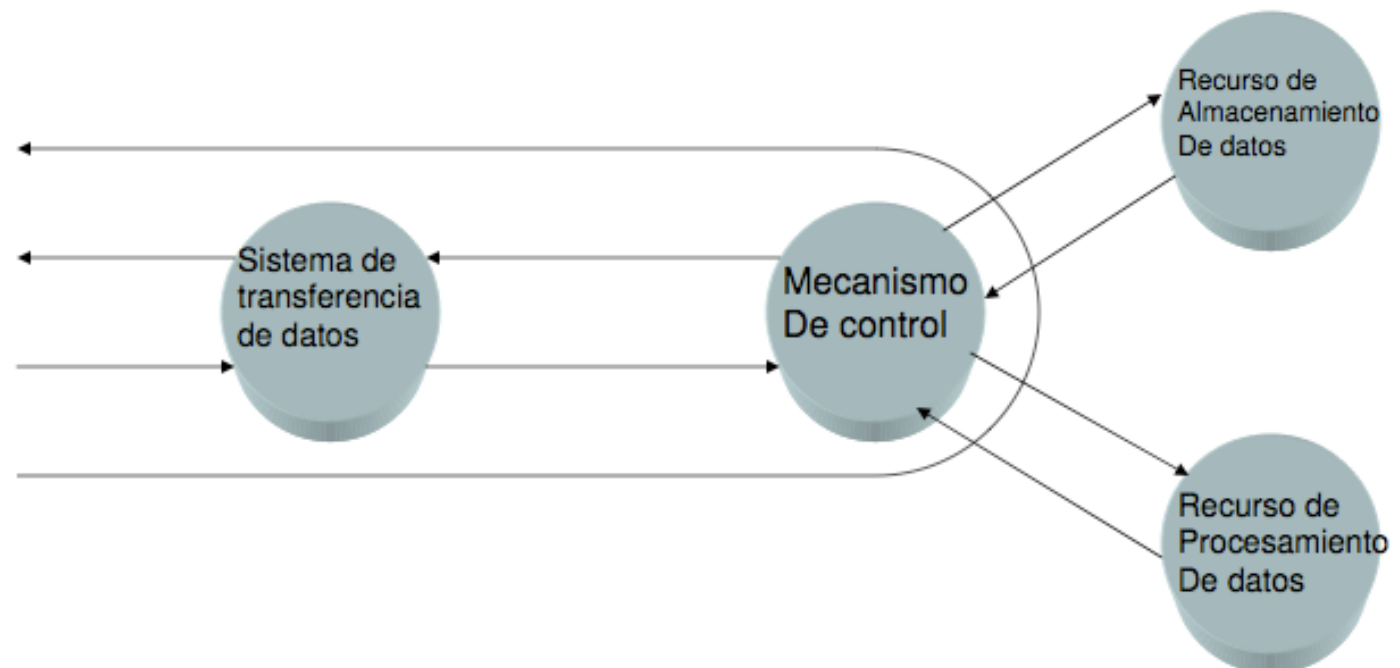 Recurso de
Almacenamiento
De datos
Sistema de
transferencia
de datos
Mecanismo
De control
Recurso de
Procesamiento
De datos